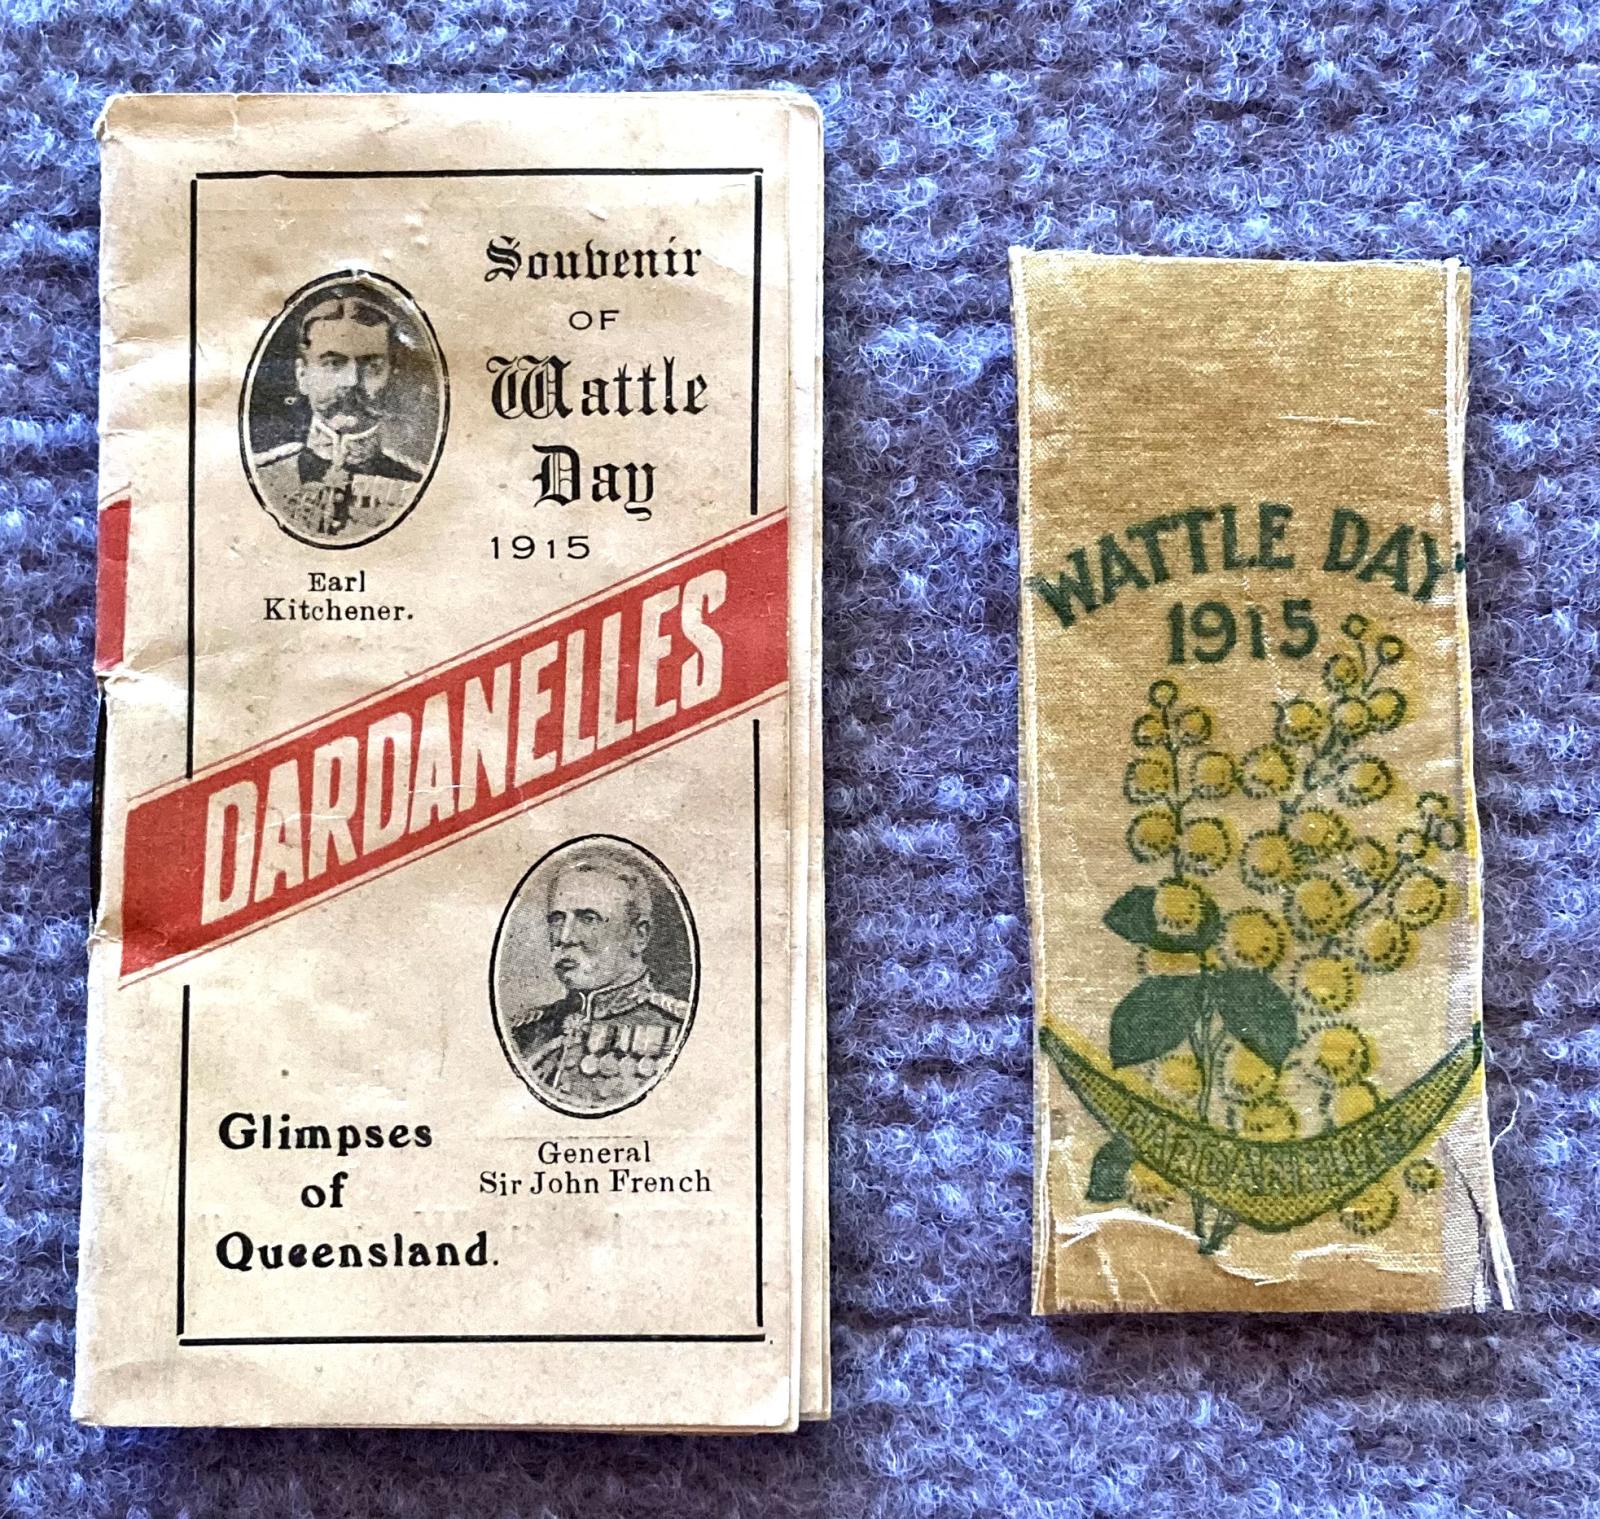 Souvenir
OF
Wattle
Day
1915
Earl
Kitchener.
DARDANELLES
General
Sir John French
Glimpses
of
Queensland.
WATTLE DAY
1915
DARDANELLES